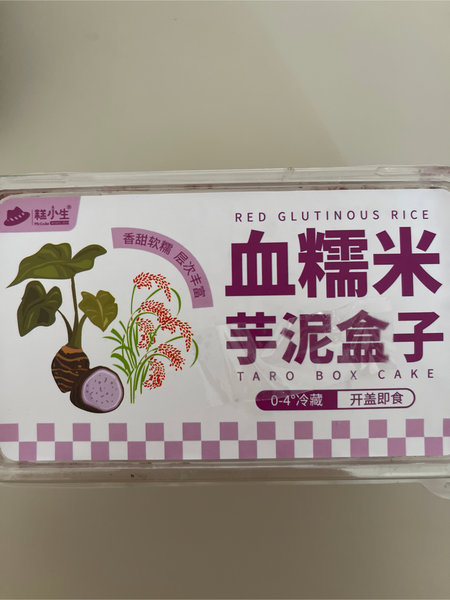 糕小生®
RED GLUTINOUS RICE
香甜软糯 层次丰富
血糯米
芋泥盒子
TARO BOX CAKE
0-4°冷藏
开盖即食